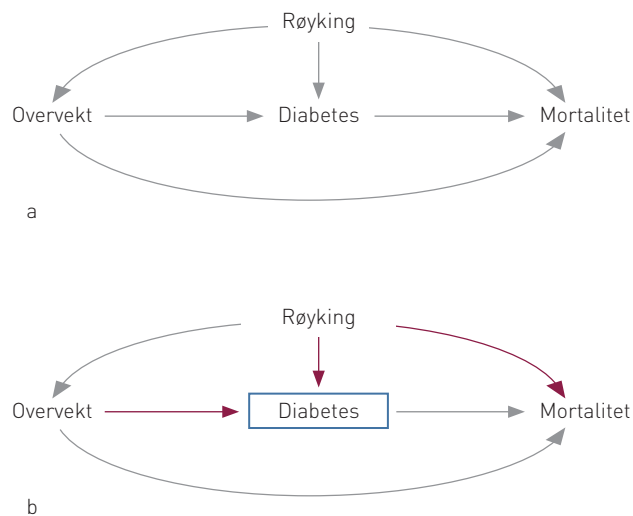 Røyking
Overvekt Diabetes Mortalitet
a
Røyking
Overvekt Diabetes Mortalitet
b